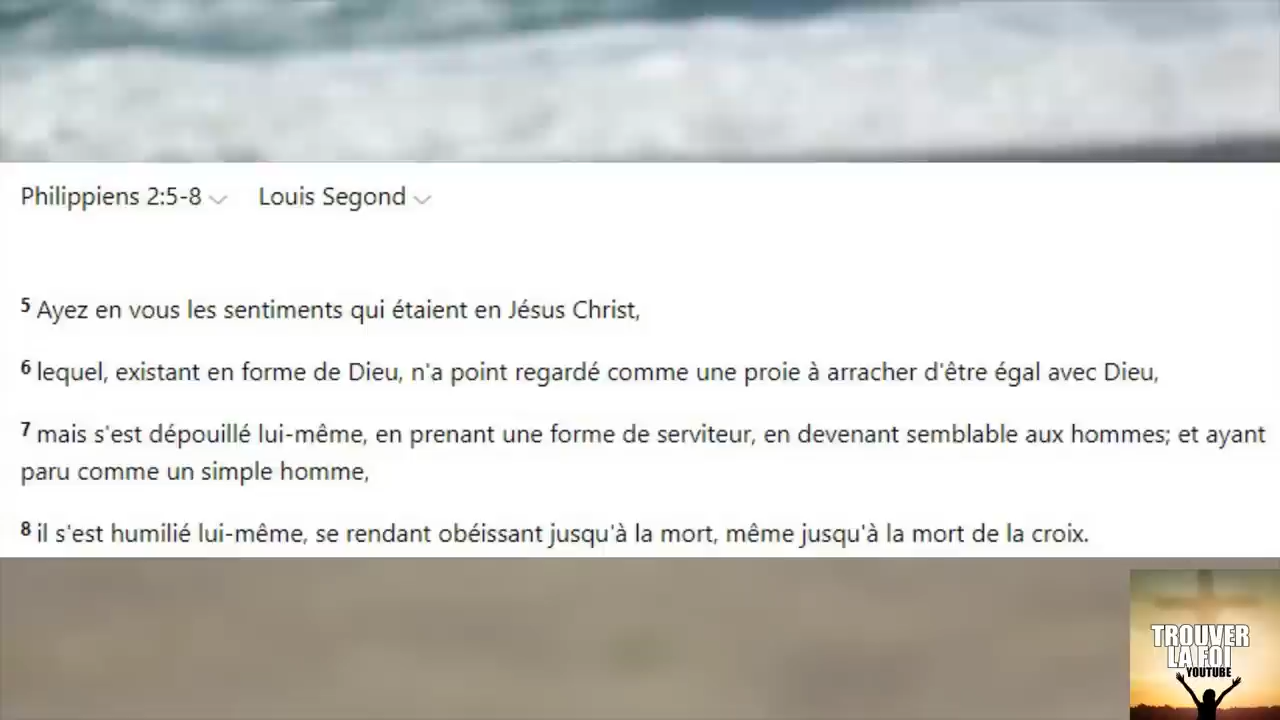 Philippiens 2:5-8 Louis Segond
5 Ayez en vous les sentiments qui étaient en Jésus Christ,
6 lequel, existant en forme de Dieu, n'a point regardé comme une proie à arracher d'être égal avec Dieu,
7 mais s'est dépouillé lui-même, en prenant une forme de serviteur, en devenant semblable aux hommes; et ayant
paru comme un simple homme,
8 il s'est humilié lui-même, se rendant obéissant jusqu'à la mort, même jusqu'à la mort de la croix.
TROUVER
LA FOI
YOUTUBE